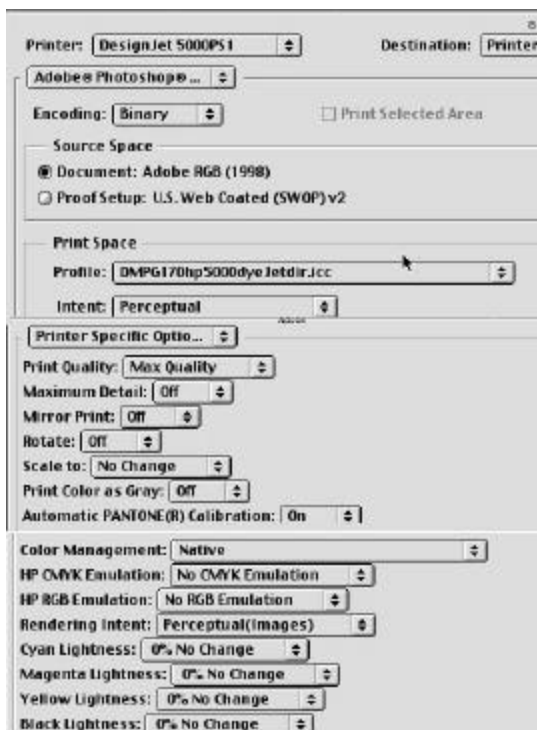 Printer: DesignJet 5000PS1 Destination: Printer
Adobe® Photoshop® ...
Encoding: Binary Print Selected Area
Source Space
Document: Adobe RGB (1998)
Proof Setup: U.S. Web Coated (SWOP) v2
Print Space
Profile: DMPG170hp5000dyeJetdir.icc
Intent: Perceptual
Printer Specific Optio...
Print Quality: Max Quality
Maximum Detail: Off
Mirror Print: Off
Rotate: Off
Scale to: No Change
Print Color as Gray: Off
Automatic PANTONE(R) Calibration: On
Color Management: Native
HP CMYK Emulation: No CMYK Emulation
HP RGB Emulation: No RGB Emulation
Rendering Intent: Perceptual(Images)
Cyan Lightness: 0% No Change
Magenta Lightness: 0% No Change
Yellow Lightness: 0% No Change
Black Lightness: 0% No Change